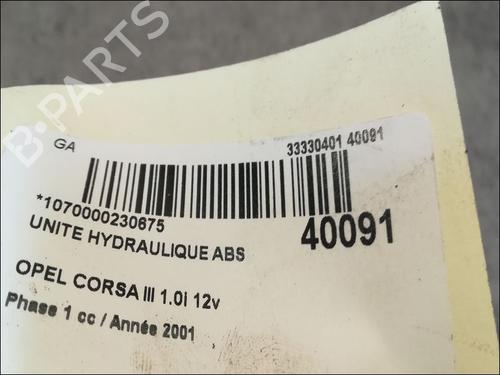 GA
33330401 40091
*1070000230675
UNITE HYDRAULIQUE ABS
40091
OPEL CORSA III 1.0i 12v
Phase 1 cc / Année 2001
B-PARTS